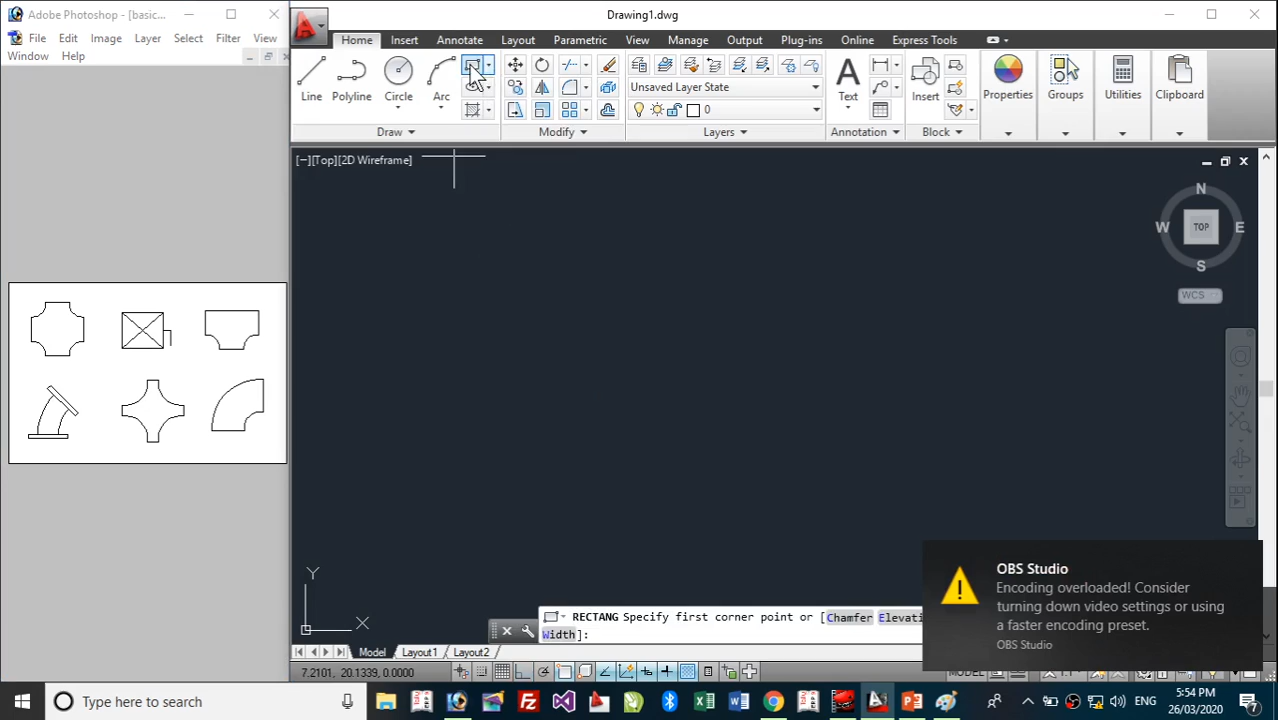 Adobe Photoshop - [basic...
File Edit Image Layer Select Filter View
Window Help
Drawing1.dwg
Home Insert Annotate Layout Parametric View Manage Output Plug-ins Online Express Tools
Line Polyline Circle Arc
Unsaved Layer State
0
Text Insert Properties Groups Utilities Clipboard
Draw Modify Layers Annotation Block
[−][Top][2D Wireframe]
N
W TOP E
S
WCS
Y
X
RECTANG Specify first corner point or [Chamfer Elevati
Width]:
OBS Studio
Encoding overloaded! Consider
turning down video settings or using
a faster encoding preset.
OBS Studio
Model Layout1 Layout2
7.2101, 20.1339, 0.0000
MODEL
Type here to search
ENG
5:54 PM
26/03/2020
7